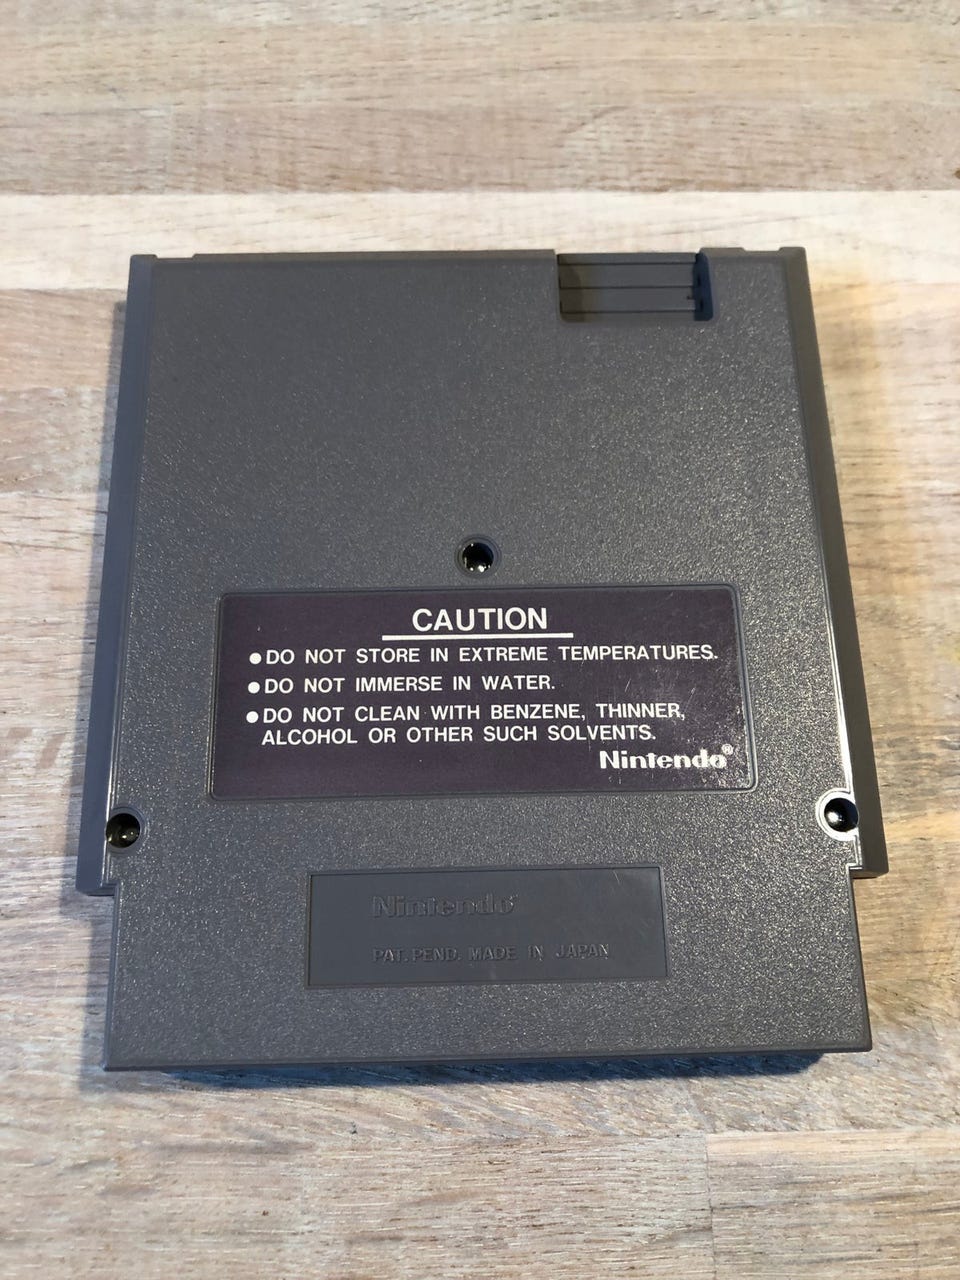 CAUTION
●DO NOT STORE IN EXTREME TEMPERATURES.
●DO NOT IMMERSE IN WATER.
●DO NOT CLEAN WITH BENZENE, THINNER,
ALCOHOL OR OTHER SUCH SOLVENTS.
Nintendo®
Nintendo®
PAT. PEND. MADE IN JAPAN